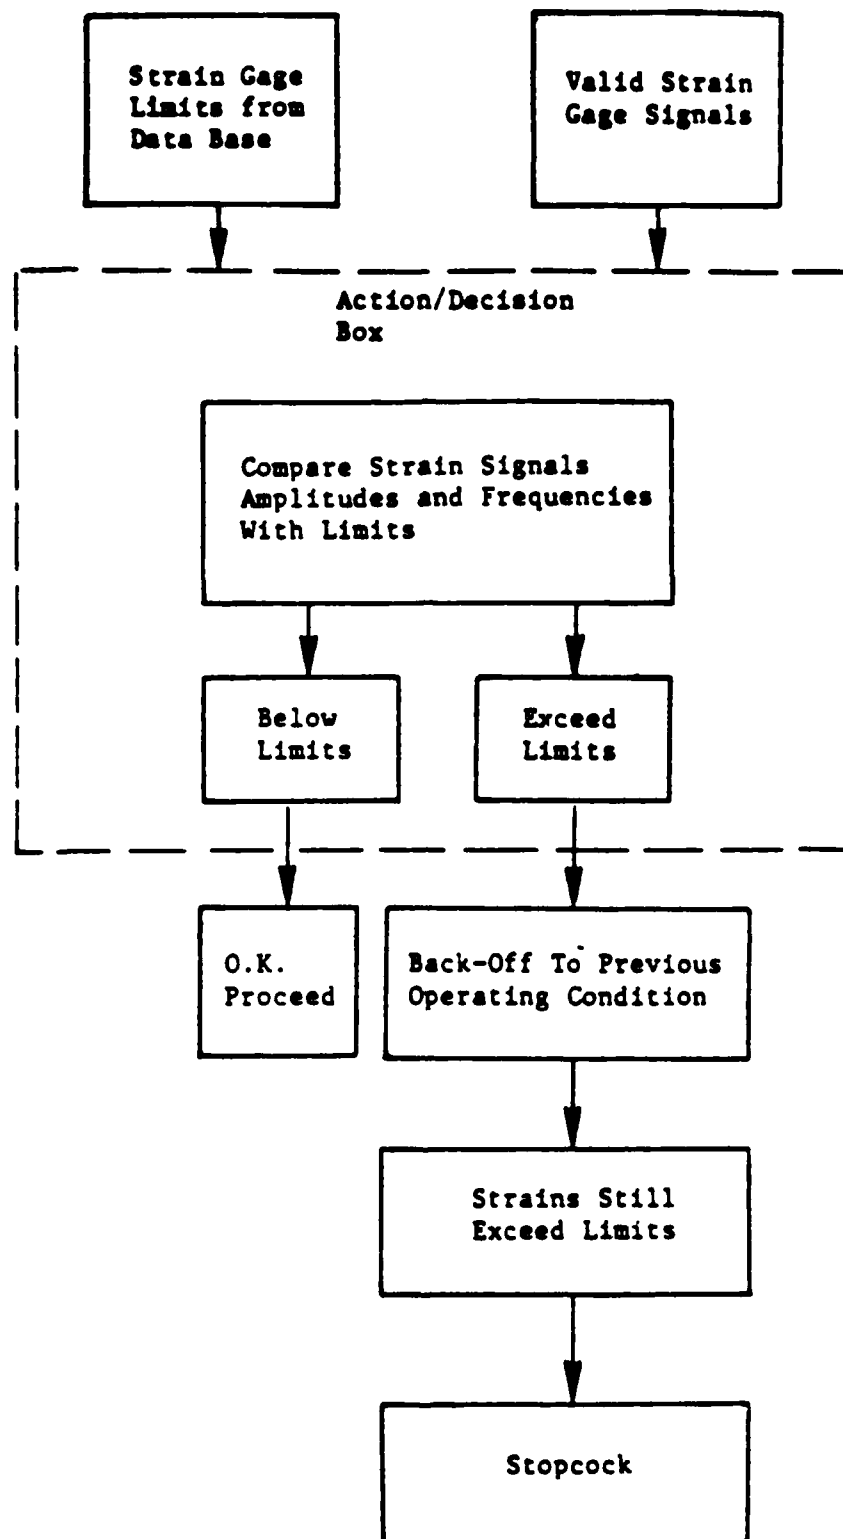 Strain Gage
Limits from
Data Base
Valid Strain
Gage Signals
Action/Decision
Box
Compare Strain Signals
Amplitudes and Frequencies
With Limits
Below
Limits
Exceed
Limits
O.K.
Proceed
Back-Off To Previous
Operating Condition
Strains Still
Exceed Limits
Stopcock